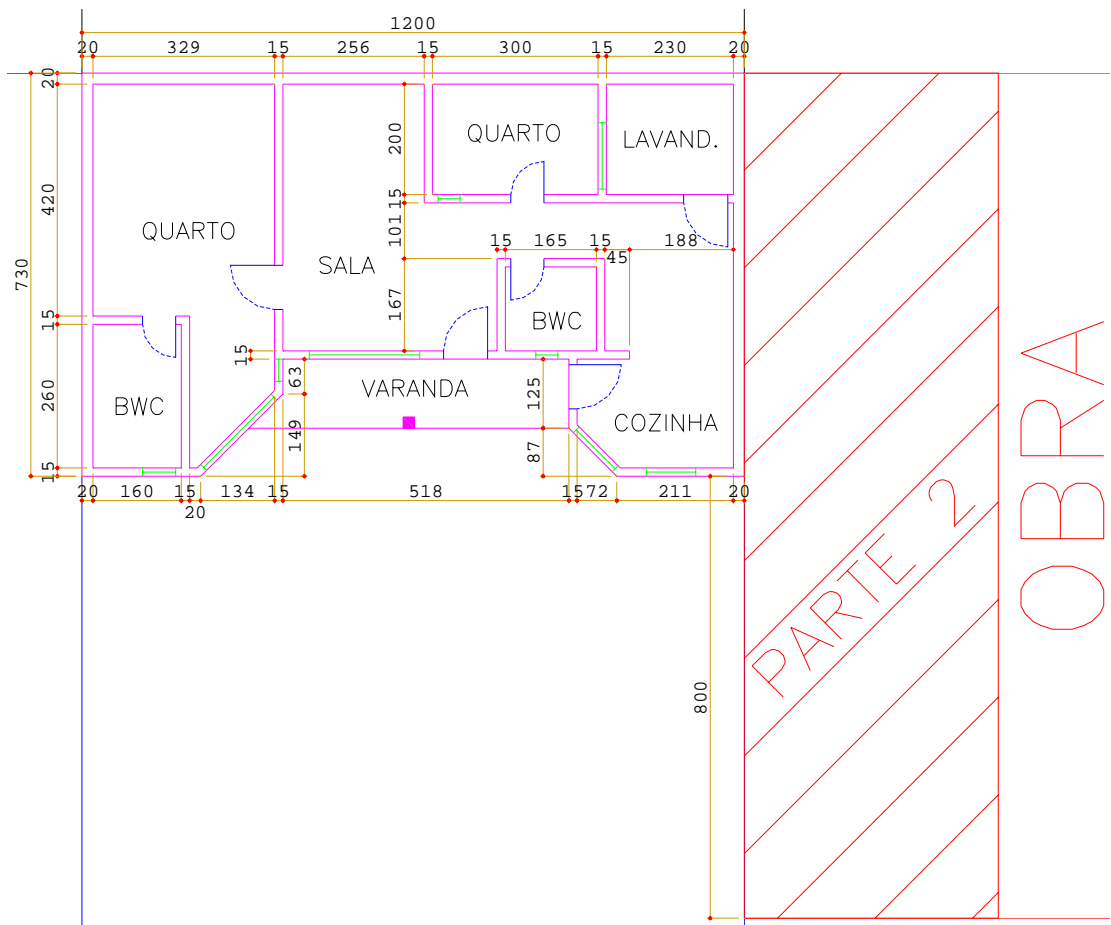 1200
20 329 15 256 15 300 15 230 20
20
200
QUARTO
LAVAND.
420
15
QUARTO
101
15 165 15 188
45
730
SALA
167
15
BWC
15
63
VARANDA
125
260
BWC
149
COZINHA
87
15
20 160 15 134 15 518 15 72 211 20
20
800
PARTE 2
OBRA